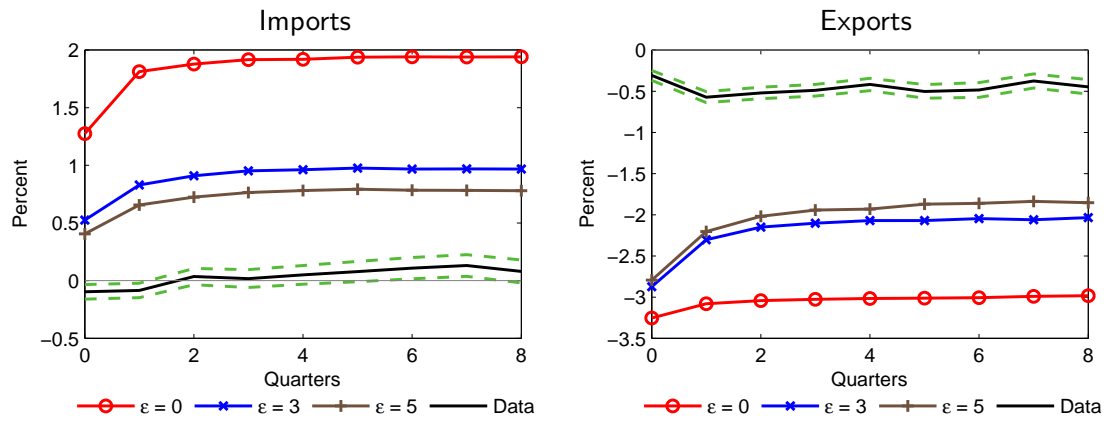 Imports
Percent
2
1.5
1
0.5
0
−0.5
0 2 4 6 8
Quarters
ε = 0 ε = 3 ε = 5 Data
Exports
Percent
0
−0.5
−1
−1.5
−2
−2.5
−3
−3.5
0 2 4 6 8
Quarters
ε = 0 ε = 3 ε = 5 Data